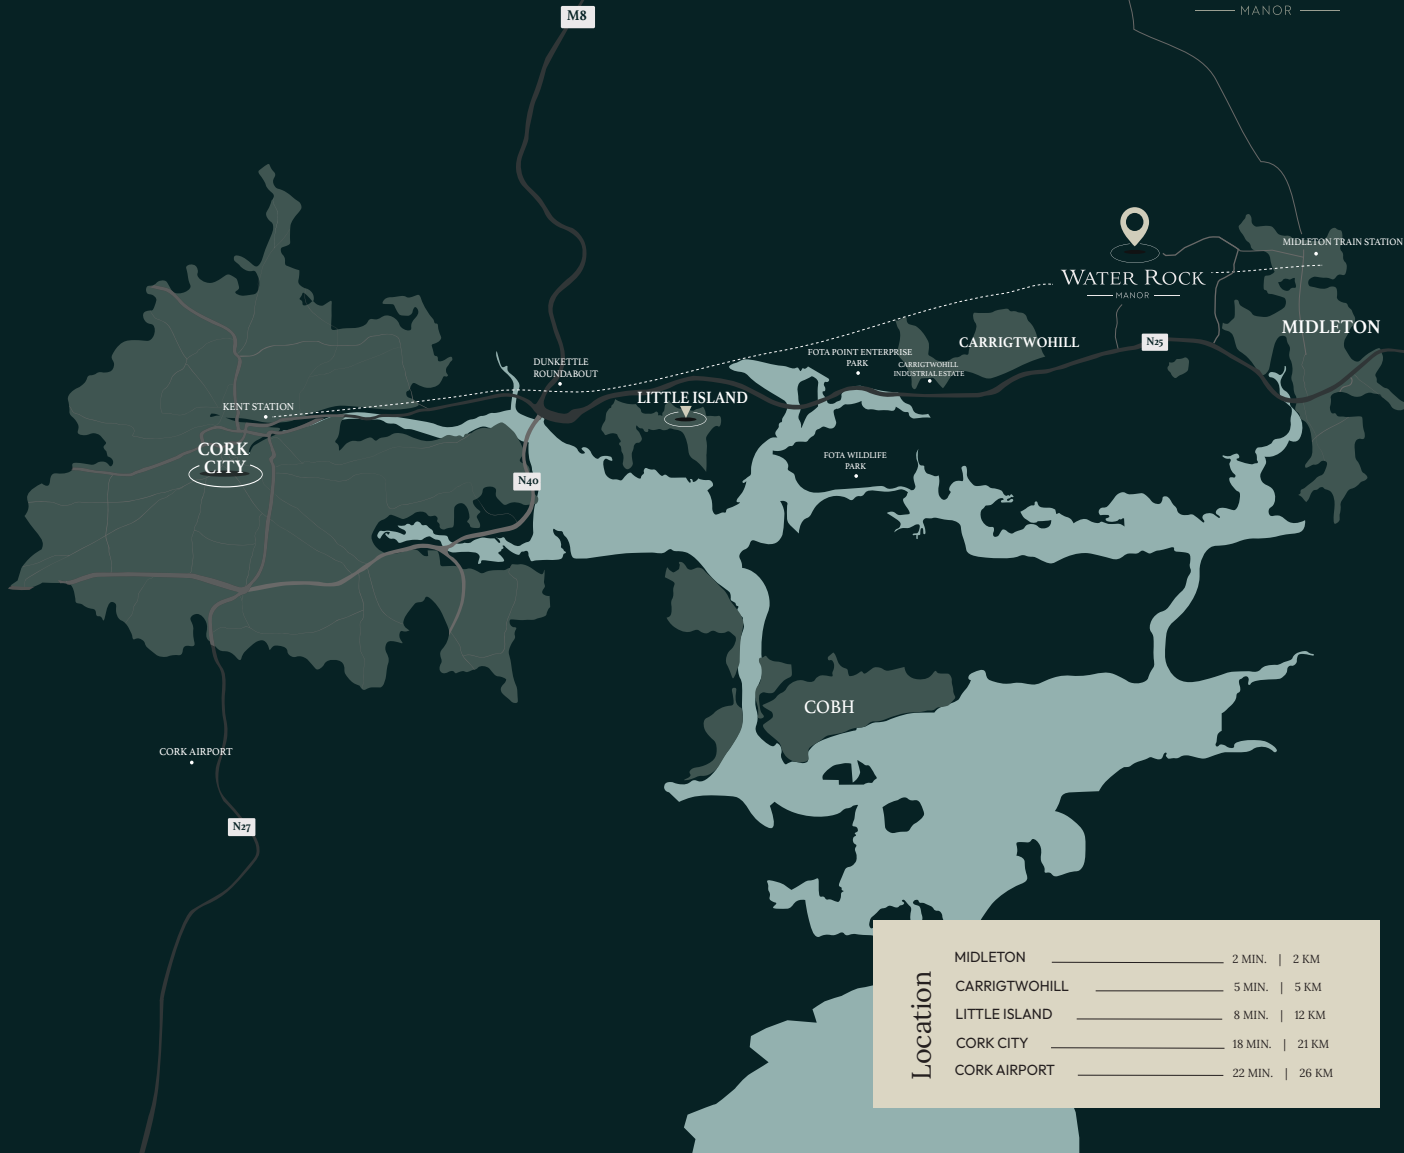 M8
MANOR
MIDLETON TRAIN STATION
WATER ROCK
MANOR
MIDLETON
N25
CARRIGTWOHILL
FOTA POINT ENTERPRISE
PARK
CARRIGTWOHILL
INDUSTRIAL ESTATE
DUNKETTLE
ROUNDABOUT
LITTLE ISLAND
KENT STATION
CORK
CITY
FOTA WILDLIFE
PARK
N40
COBH
CORK AIRPORT
N27
Location
MIDLETON 2 MIN. | 2 KM
CARRIGTWOHILL 5 MIN. | 5 KM
LITTLE ISLAND 8 MIN. | 12 KM
CORK CITY 18 MIN. | 21 KM
CORK AIRPORT 22 MIN. | 26 KM